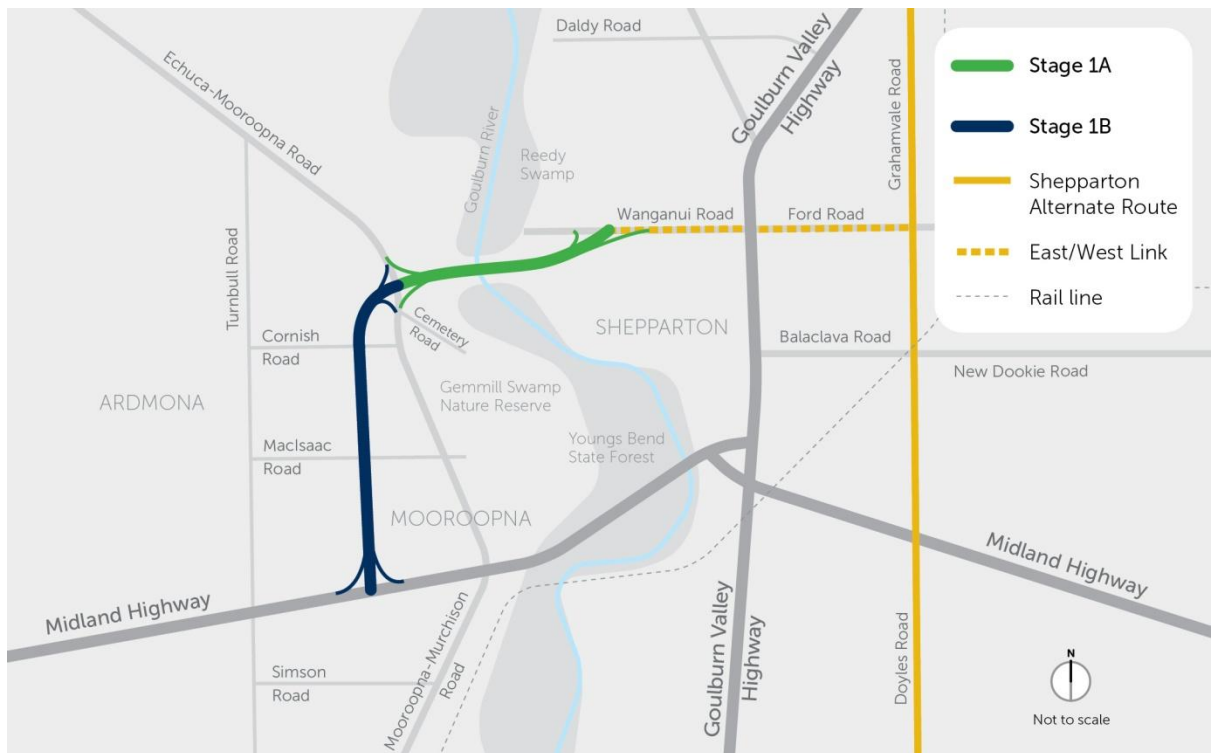 Daldy Road
Echuca-Mooroopna Road
Goulburn River
Goulburn Valley
Highway
Grahamvale Road
Stage 1A
Stage 1B
Shepparton
Alternate Route
East/West Link
Rail line
Reedy
Swamp
Wanganui Road
Ford Road
Turnbull Road
Cemetery
Road
Cornish
Road
SHEPPARTON
Balaclava Road
New Dookie Road
ARDMONA
Gemmill Swamp
Nature Reserve
MacIsaac
Road
Youngs Bend
State Forest
MOOROOPNA
Midland Highway
Midland Highway
Goulburn Valley
Highway
Mooroopna-Murchison
Road
Simson
Road
Doyles Road
N
Not to scale